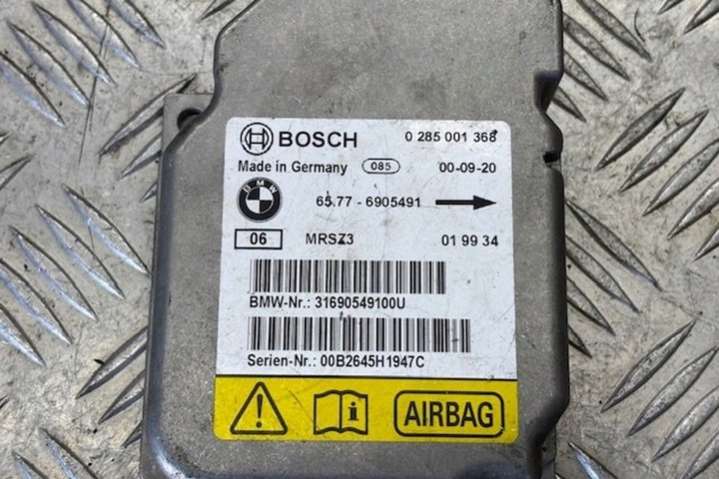 BOSCH 0 285 001 368
Made in Germany 085 00-09-20
BMW 65.77 - 6905491
06 MRSZ3 01 99 34
BMW-Nr.: 31690549100U
Serien-Nr.: 00B2645H1947C
i AIRBAG